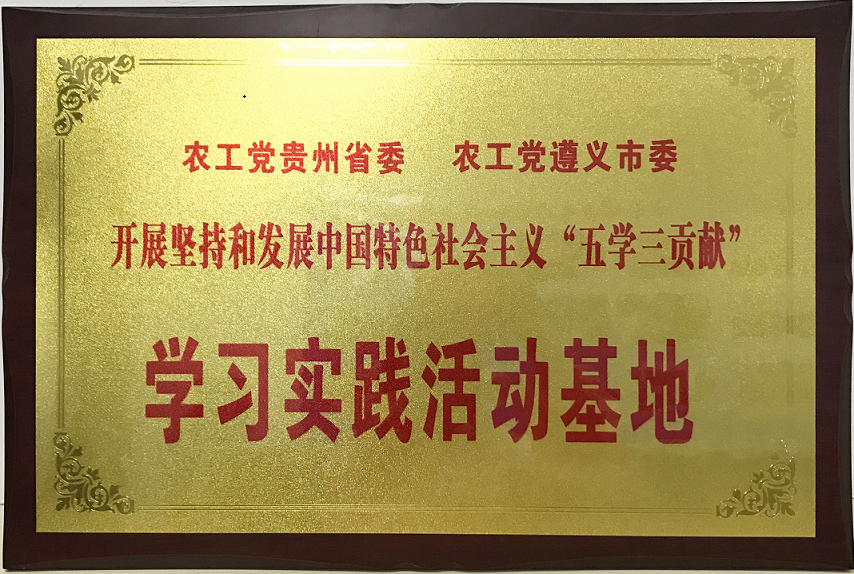 农工党贵州省委 农工党遵义市委
开展坚持和发展中国特色社会主义“五学三贡献”
学习实践活动基地